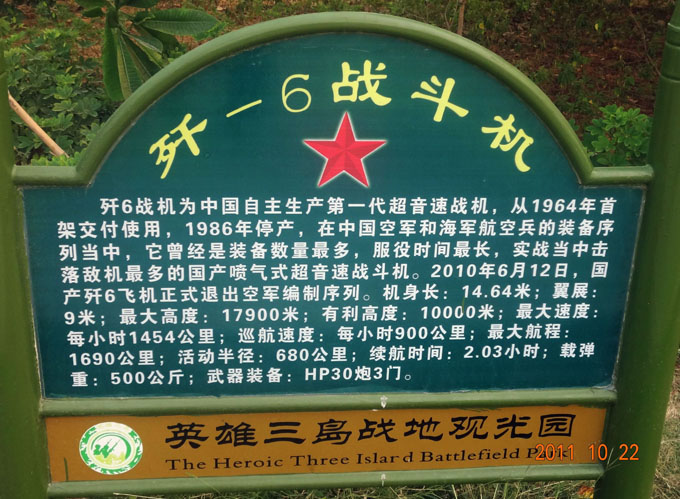 歼－6战斗机
歼6战机为中国自主生产第一代超音速战机，从1964年首
架交付使用，1986年停产，在中国空军和海军航空兵的装备序
列当中，它曾经是装备数量最多，服役时间最长，实战当中击
落敌机最多的国产喷气式超音速战斗机。2010年6月12日，国
产歼6飞机正式退出空军编制序列。机身长：14.64米；翼展：
9米；最大高度：17900米；有利高度：10000米；最大速度：
每小时1454公里；巡航速度：每小时900公里；最大航程：
1690公里；活动半径：680公里；续航时间：2.03小时；载弹
重：500公斤；武器装备：HP30炮3门。
英雄三岛战地观光园
The Heroic Three Island Battlefield
2011 10 22